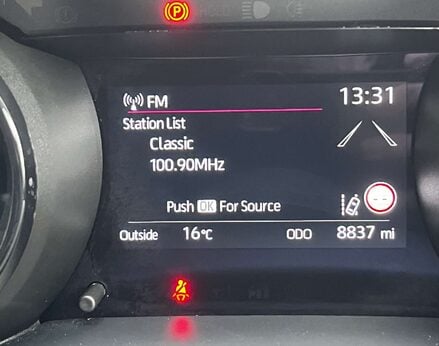 P
FM
13:31
Station List
Classic
100.90MHz
Push OK For Source
--
Outside 16°C ODO 8837 mi